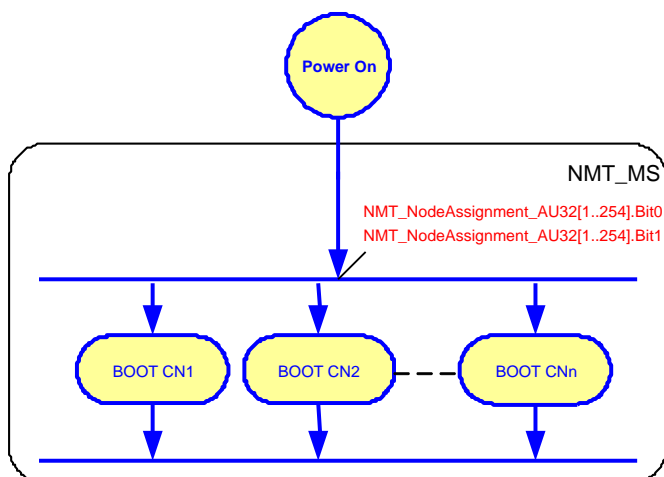 Power On
NMT_MS
NMT_NodeAssignment_AU32[1..254].Bit0
NMT_NodeAssignment_AU32[1..254].Bit1
BOOT CN1
BOOT CN2
BOOT CNn